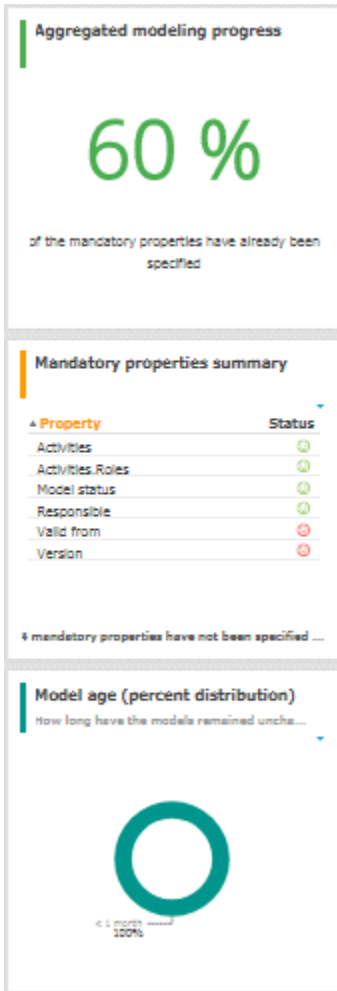 Aggregated modeling progress
60 %
of the mandatory properties have already been
specified
Mandatory properties summary
Property Status
Activities
Activities.Roles
Model status
Responsible
Valid from
Version
4 mandatory properties have not been specified ...
Model age (percent distribution)
How long have the models remained uncha...
< 1 month
100%